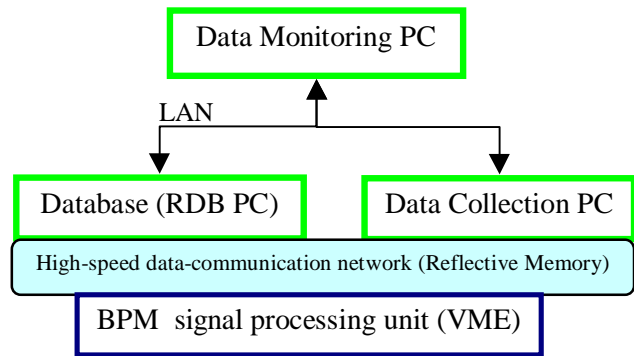 Data Monitoring PC
LAN
Database (RDB PC)
Data Collection PC
High-speed data-communication network (Reflective Memory)
BPM signal processing unit (VME)